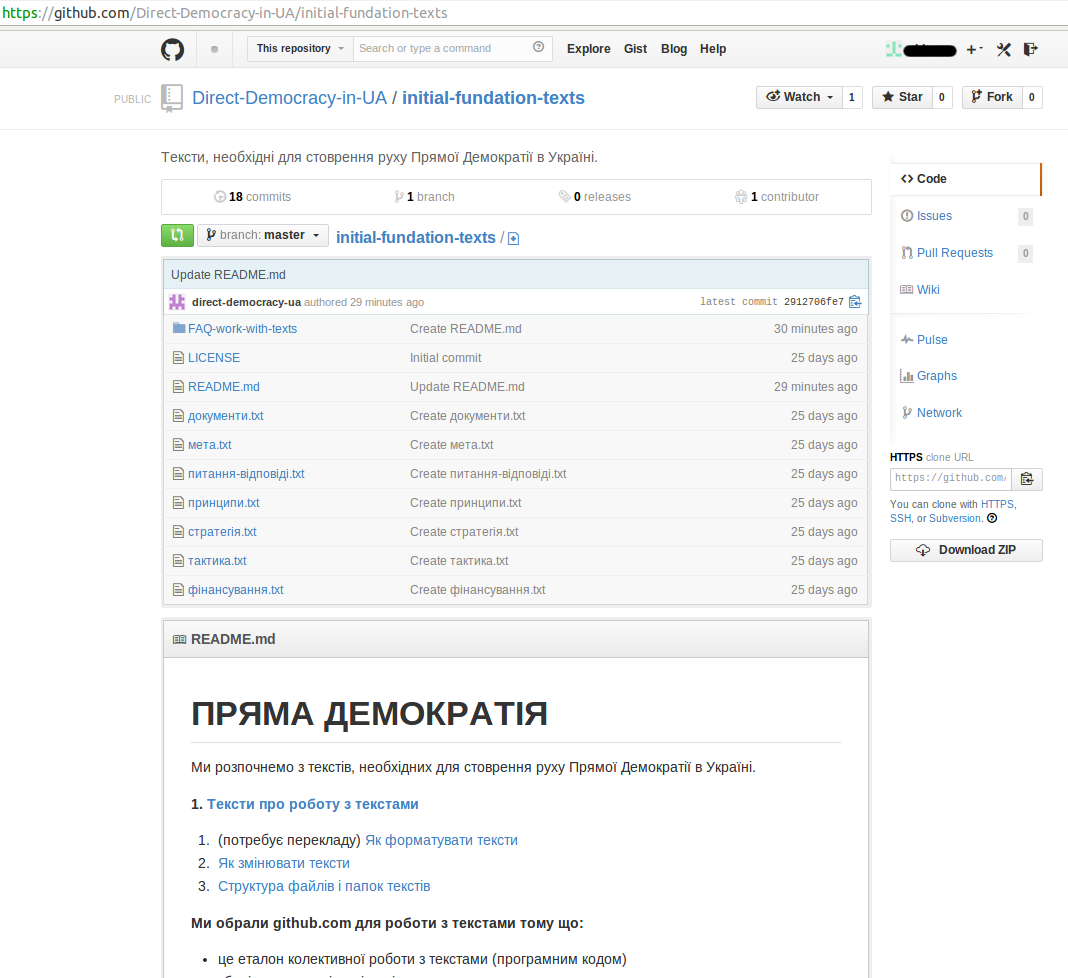 https://github.com/Direct-Democracy-in-UA/initial-fundation-texts
This repository Search or type a command Explore Gist Blog Help
PUBLIC Direct-Democracy-in-UA / initial-fundation-texts Watch 1 Star 0 Fork 0
Тексти, необхідні для стоврення руху Прямої Демократії в Україні.
18 commits 1 branch 0 releases 1 contributor
branch: master initial-fundation-texts /
Update README.md
direct-democracy-ua authored 29 minutes ago latest commit 2912706fe7
FAQ-work-with-texts Create README.md 30 minutes ago
LICENSE Initial commit 25 days ago
README.md Update README.md 29 minutes ago
документи.txt Create документи.txt 25 days ago
мета.txt Create мета.txt 25 days ago
питання-відповіді.txt Create питання-відповіді.txt 25 days ago
принципи.txt Create принципи.txt 25 days ago
стратегія.txt Create стратегія.txt 25 days ago
тактика.txt Create тактика.txt 25 days ago
фінансування.txt Create фінансування.txt 25 days ago
Code
Issues 0
Pull Requests 0
Wiki
Pulse
Graphs
Network
HTTPS clone URL
https://github.com/
You can clone with HTTPS,
SSH, or Subversion.
Download ZIP
README.md
ПРЯМА ДЕМОКРАТІЯ
Ми розпочнемо з текстів, необхідних для стоврення руху Прямої Демократії в Україні.
1. Тексти про роботу з текстами
1. (потребує перекладу) Як форматувати тексти
2. Як змінювати тексти
3. Структура файлів і папок текстів
Ми обрали github.com для роботи з текстами тому що:
• це еталон колективної роботи з текстами (програмним кодом)